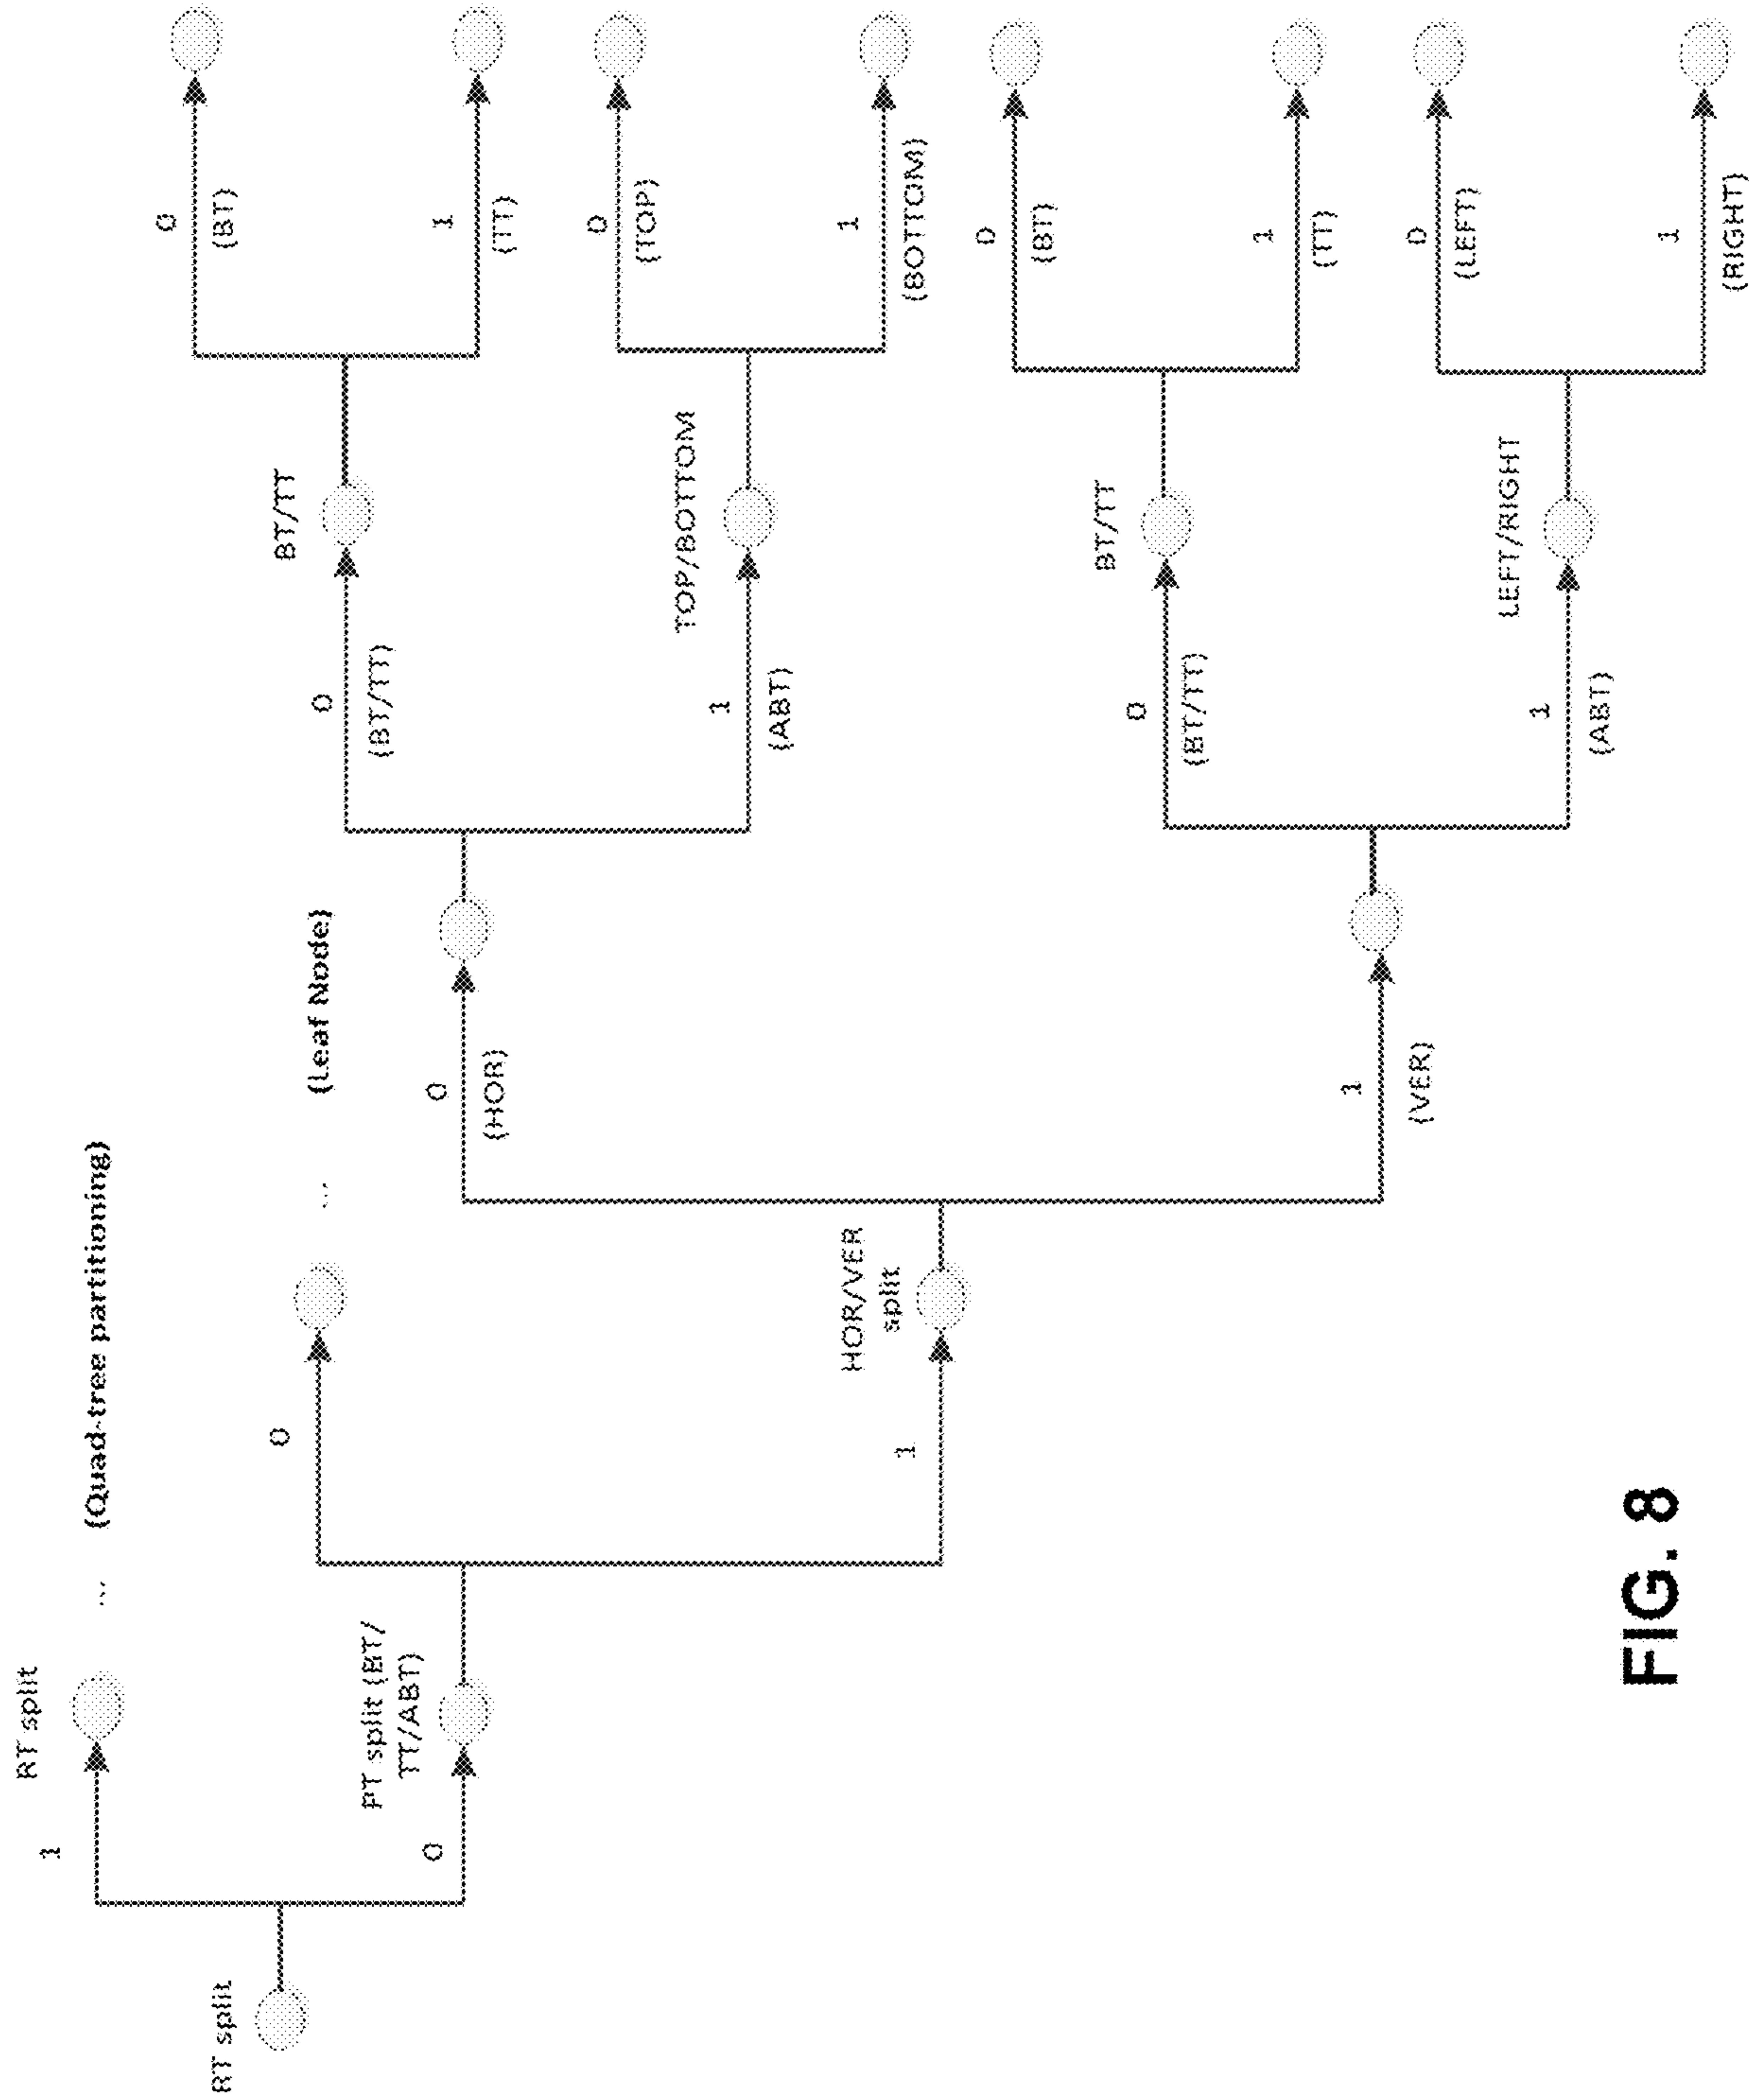 RT split
1
RT split
... (Quad-tree partitioning)
0
PT split (BT/
TT/ABT)
0
... (Leaf Node)
1
HOR/VER
split
0
(HOR)
1
(VER)
0
(BT/TT)
BT/TT
1
(ABT)
TOP/BOTTOM
0
(BT/TT)
BT/TT
1
(ABT)
LEFT/RIGHT
0
(BT)
1
(TT)
0
(TOP)
1
(BOTTOM)
0
(BT)
1
(TT)
0
(LEFT)
1
(RIGHT)
FIG. 8